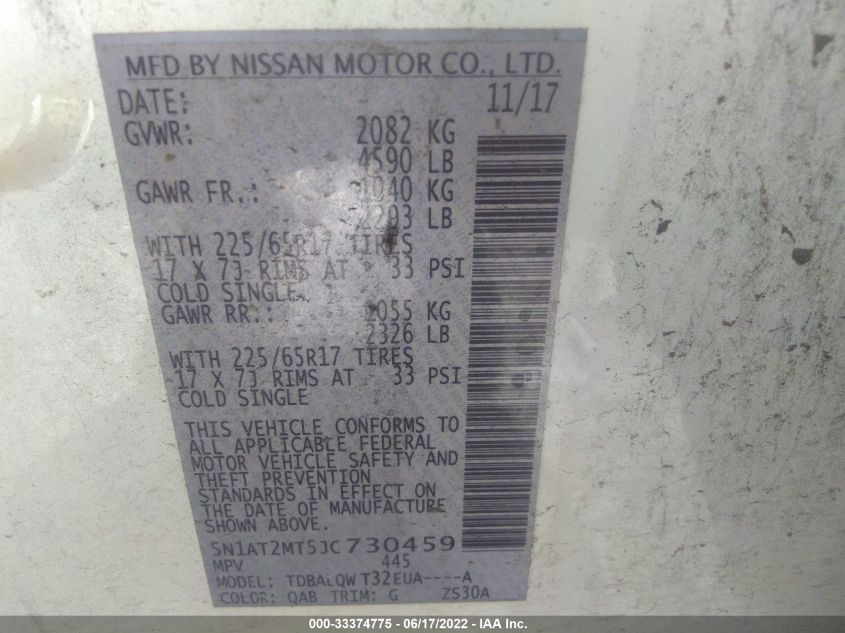 MFD BY NISSAN MOTOR CO., LTD.
DATE: 11/17
GVWR: 2082 KG
4590 LB
GAWR FR.: 1040 KG
2293 LB
WITH 225/65R17 TIRES
17 X 7J RIMS AT 33 PSI
COLD SINGLE
GAWR RR.: 1055 KG
2326 LB
WITH 225/65R17 TIRES
17 X 7J RIMS AT 33 PSI
COLD SINGLE
THIS VEHICLE CONFORMS TO
ALL APPLICABLE FEDERAL
MOTOR VEHICLE SAFETY AND
THEFT PREVENTION
STANDARDS IN EFFECT ON
THE DATE OF MANUFACTURE
SHOWN ABOVE.
5N1AT2MT5JC730459
MPV 445
MODEL: TDBALQW T32EUA----A
COLOR: QAB TRIM: G ZS30A
000-33374775 - 06/17/2022 - IAA Inc.